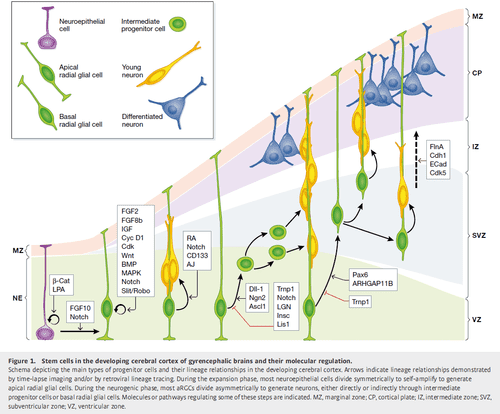 Neuroepithelial
cell
Intermediate
progenitor cell
Apical
radial glial cell
Young
neuron
Basal
radial glial cell
Differentiated
neuron
MZ
CP
IZ
SVZ
VZ
MZ
NE
β-Cat
LPA
FGF10
Notch
FGF2
FGF8b
IGF
Cyc D1
Cdk
Wnt
BMP
MAPK
Notch
Slit/Robo
RA
Notch
CD133
AJ
Dll-1
Ngn2
Ascl1
Trnp1
Notch
LGN
Insc
Lis1
Pax6
ARHGAP11B
Trnp1
FlnA
Cdh1
ECad
Cdk5
Figure 1. Stem cells in the developing cerebral cortex of gyrencephalic brains and their molecular regulation.
Schema depicting the main types of progenitor cells and their lineage relationships in the developing cerebral cortex. Arrows indicate lineage relationships demonstrated
by time-lapse imaging and/or by retroviral lineage tracing. During the expansion phase, most neuroepithelial cells divide symmetrically to self-amplify to generate
apical radial glial cells. During the neurogenic phase, most aRGCs divide asymmetrically to generate neurons, either directly or indirectly through intermediate
progenitor cells or basal radial glial cells. Molecules or pathways regulating some of these steps are indicated. MZ, marginal zone; CP, cortical plate; IZ, intermediate zone; SVZ,
subventricular zone; VZ, ventricular zone.